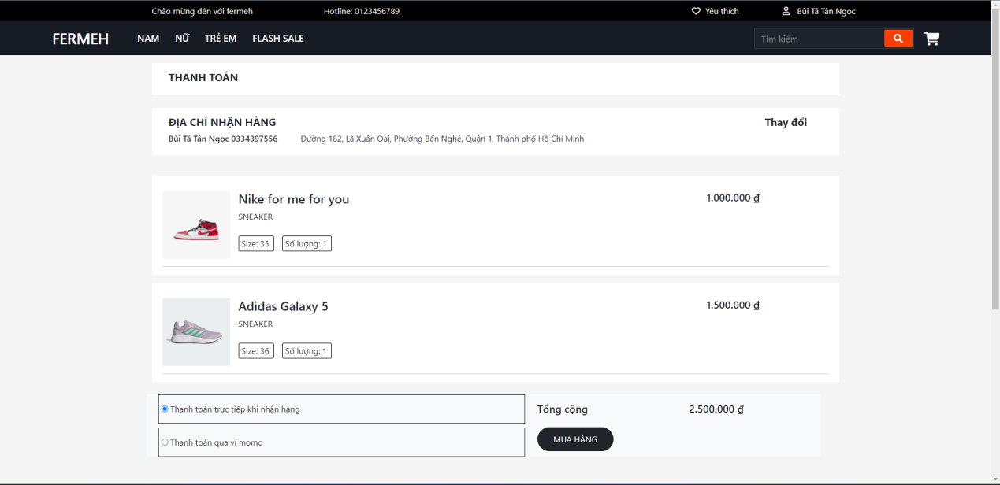 Chào mừng đến với fermeh Hotline: 0123456789 Yêu thích Bùi Tá Tân Ngọc
FERMEH NAM NỮ TRẺ EM FLASH SALE Tìm kiếm
THANH TOÁN
ĐỊA CHỈ NHẬN HÀNG Thay đổi
Bùi Tá Tân Ngọc 0334397556 Đường 182, Lã Xuân Oai, Phường Bến Nghé, Quận 1, Thành phố Hồ Chí Minh
Nike for me for you 1.000.000 ₫
SNEAKER
Size: 35 Số lượng: 1
Adidas Galaxy 5 1.500.000 ₫
SNEAKER
Size: 36 Số lượng: 1
Thanh toán trực tiếp khi nhận hàng Tổng cộng 2.500.000 ₫
Thanh toán qua ví momo MUA HÀNG